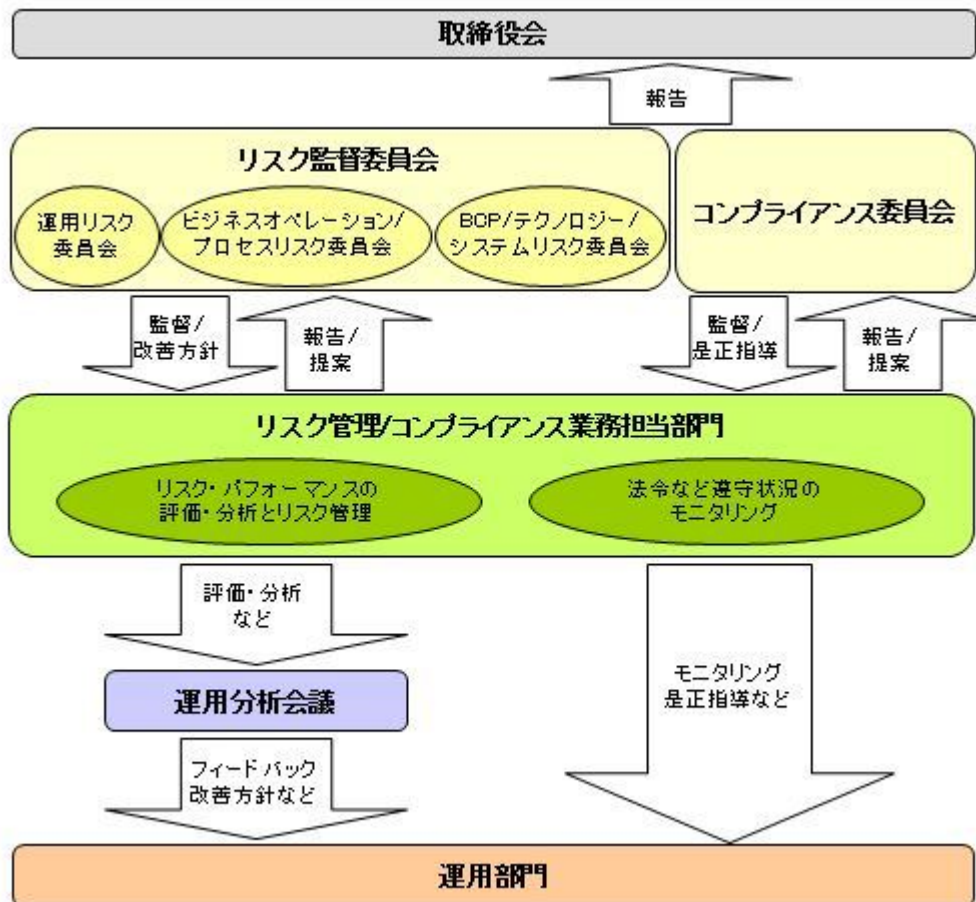 取締役会
報告
リスク監督委員会
運用リスク
委員会
ビジネスオペレーション/
プロセスリスク委員会
BCP/テクノロジー/
システムリスク委員会
コンプライアンス委員会
監督/
改善方針
報告/
提案
監督/
是正指導
報告/
提案
リスク管理/コンプライアンス業務担当部門
リスク・パフォーマンスの
評価・分析とリスク管理
法令など遵守状況の
モニタリング
評価・分析
など
運用分析会議
モニタリング
是正指導など
フィードバック
改善方針など
運用部門